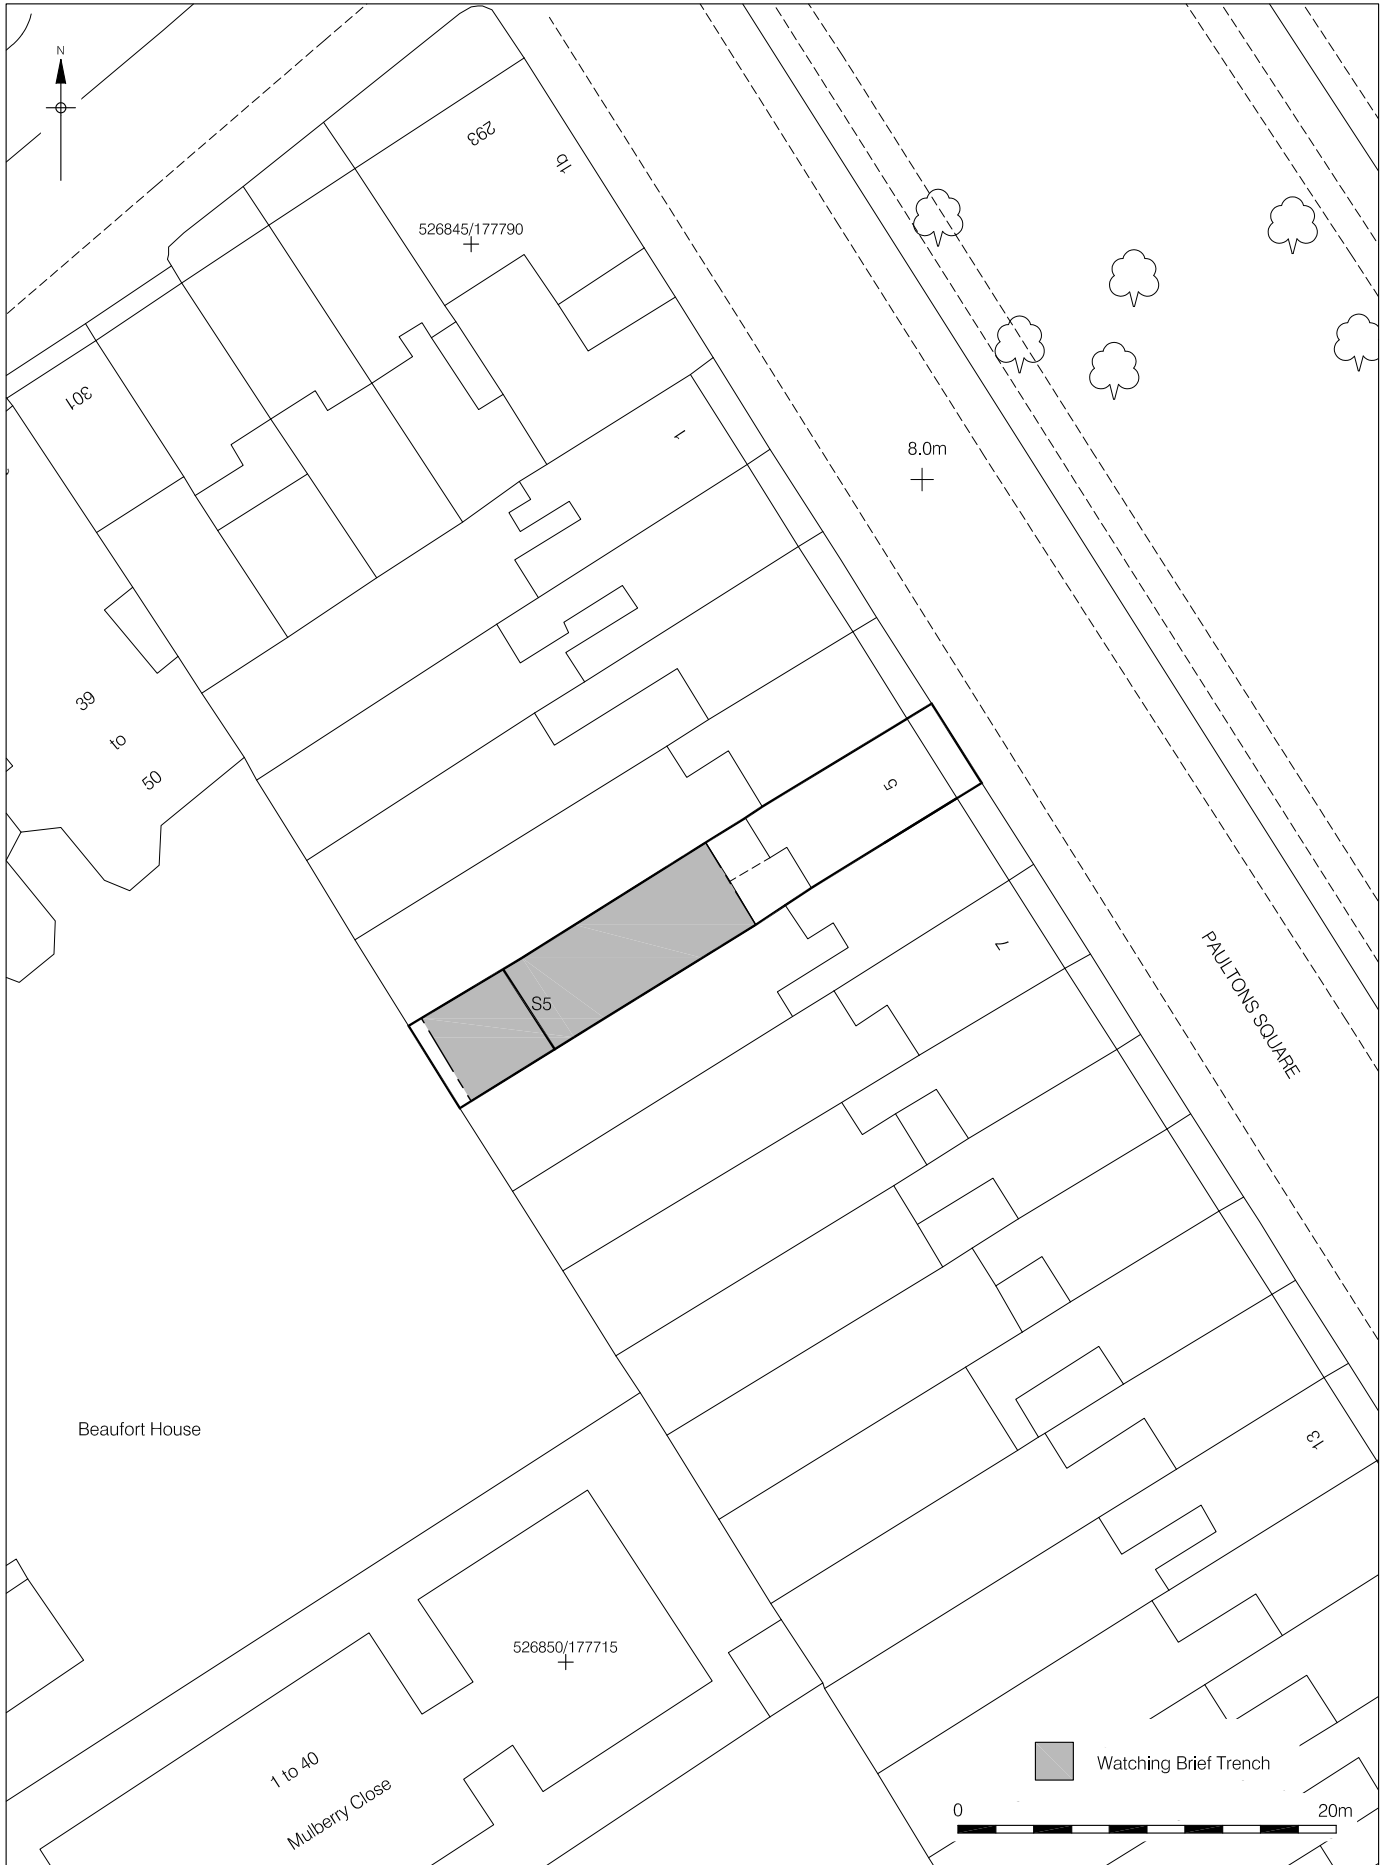 N
293
1b
526845/177790
301
1
8.0m
39
to
50
5
S5
7
PAULTONS SQUARE
Beaufort House
13
526850/177715
1 to 40
Mulberry Close
Watching Brief Trench
0 20m